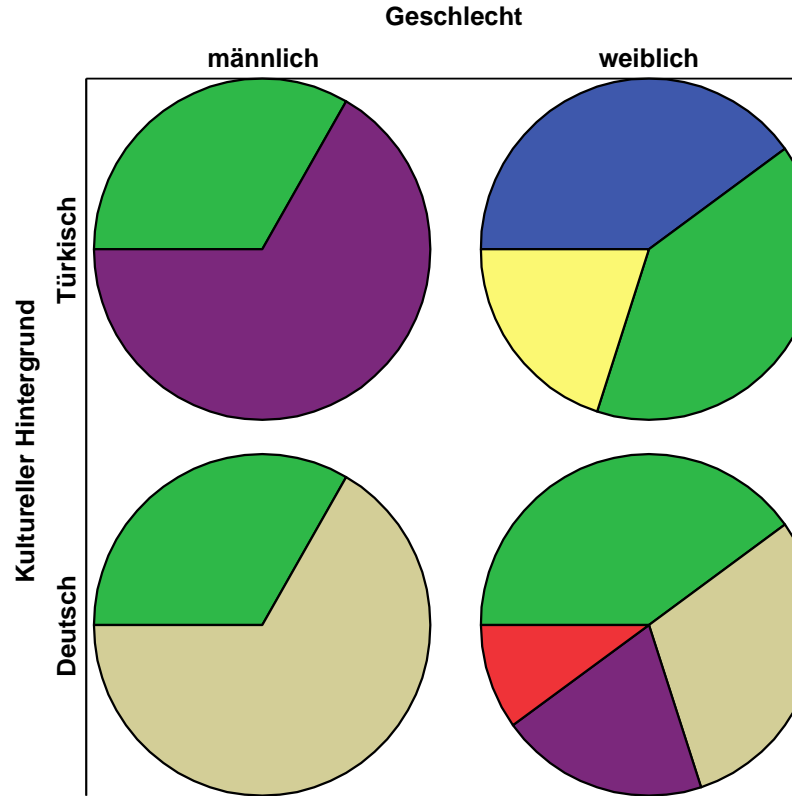 Geschlecht
männlich
weiblich
Kultureller Hintergrund
Türkisch
Deutsch